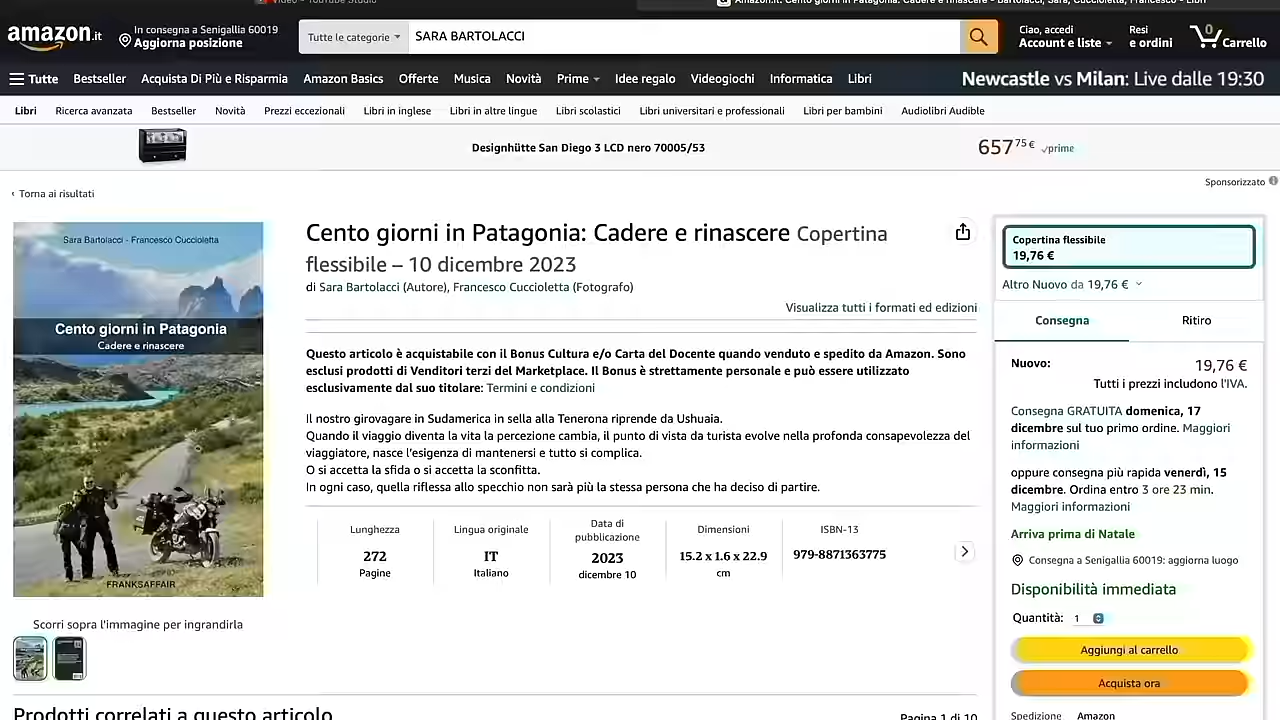 Video - YouTube Studio
Amazon.it: Cento giorni in Patagonia: Cadere e rinascere - Bartolacci, Sara, Cuccioletta, Francesco - Libri
amazon.it
In consegna a Senigallia 60019
Aggiorna posizione
Tutte le categorie
SARA BARTOLACCI
Ciao, accedi
Account e liste
Resi
e ordini
0
Carrello
Tutte
Bestseller
Acquista Di Più e Risparmia
Amazon Basics
Offerte
Musica
Novità
Prime
Idee regalo
Videogiochi
Informatica
Libri
Newcastle vs Milan: Live dalle 19:30
Libri
Ricerca avanzata
Bestseller
Novità
Prezzi eccezionali
Libri in inglese
Libri in altre lingue
Libri scolastici
Libri universitari e professionali
Libri per bambini
Audiolibri Audible
Designhütte San Diego 3 LCD nero 70005/53
657 75 €
prime
Sponsorizzato
‹ Torna ai risultati
Sara Bartolacci - Francesco Cuccioletta
Cento giorni in Patagonia
Cadere e rinascere
FRANKSAFFAIR
Scorri sopra l'immagine per ingrandirla
Cento giorni in Patagonia: Cadere e rinascere Copertina
flessibile – 10 dicembre 2023
di Sara Bartolacci (Autore), Francesco Cuccioletta (Fotografo)
Visualizza tutti i formati ed edizioni
Questo articolo è acquistabile con il Bonus Cultura e/o Carta del Docente quando venduto e spedito da Amazon. Sono
esclusi prodotti di Venditori terzi del Marketplace. Il Bonus è strettamente personale e può essere utilizzato
esclusivamente dal suo titolare: Termini e condizioni
Il nostro girovagare in Sudamerica in sella alla Tenerona riprende da Ushuaia.
Quando il viaggio diventa la vita la percezione cambia, il punto di vista da turista evolve nella profonda consapevolezza del
viaggiatore, nasce l'esigenza di mantenersi e tutto si complica.
O si accetta la sfida o si accetta la sconfitta.
In ogni caso, quella riflessa allo specchio non sarà più la stessa persona che ha deciso di partire.
Lunghezza
272
Pagine
Lingua originale
IT
Italiano
Data di
pubblicazione
2023
dicembre 10
Dimensioni
15.2 x 1.6 x 22.9
cm
ISBN-13
979-8871363775
Copertina flessibile
19,76 €
Altro Nuovo da 19,76 €
Consegna
Ritiro
Nuovo:
19,76 €
Tutti i prezzi includono l'IVA.
Consegna GRATUITA domenica, 17
dicembre sul tuo primo ordine. Maggiori
informazioni
oppure consegna più rapida venerdì, 15
dicembre. Ordina entro 3 ore 23 min.
Maggiori informazioni
Arriva prima di Natale
Consegna a Senigallia 60019: aggiorna luogo
Disponibilità immediata
Quantità: 1
Aggiungi al carrello
Acquista ora
Spedizione Amazon
Prodotti correlati a questo articolo
Pagina 1 di 10